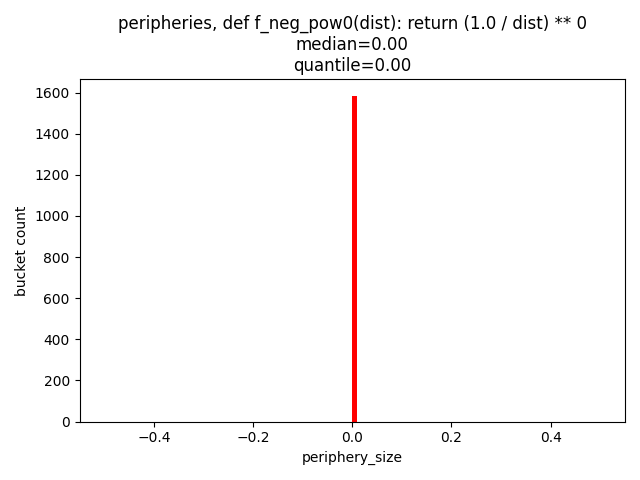 peripheries, def f_neg_pow0(dist): return (1.0 / dist) ** 0
median=0.00
quantile=0.00
1600
1400
1200
1000
800
600
400
200
0
bucket count
−0.4
−0.2
0.0
0.2
0.4
periphery_size